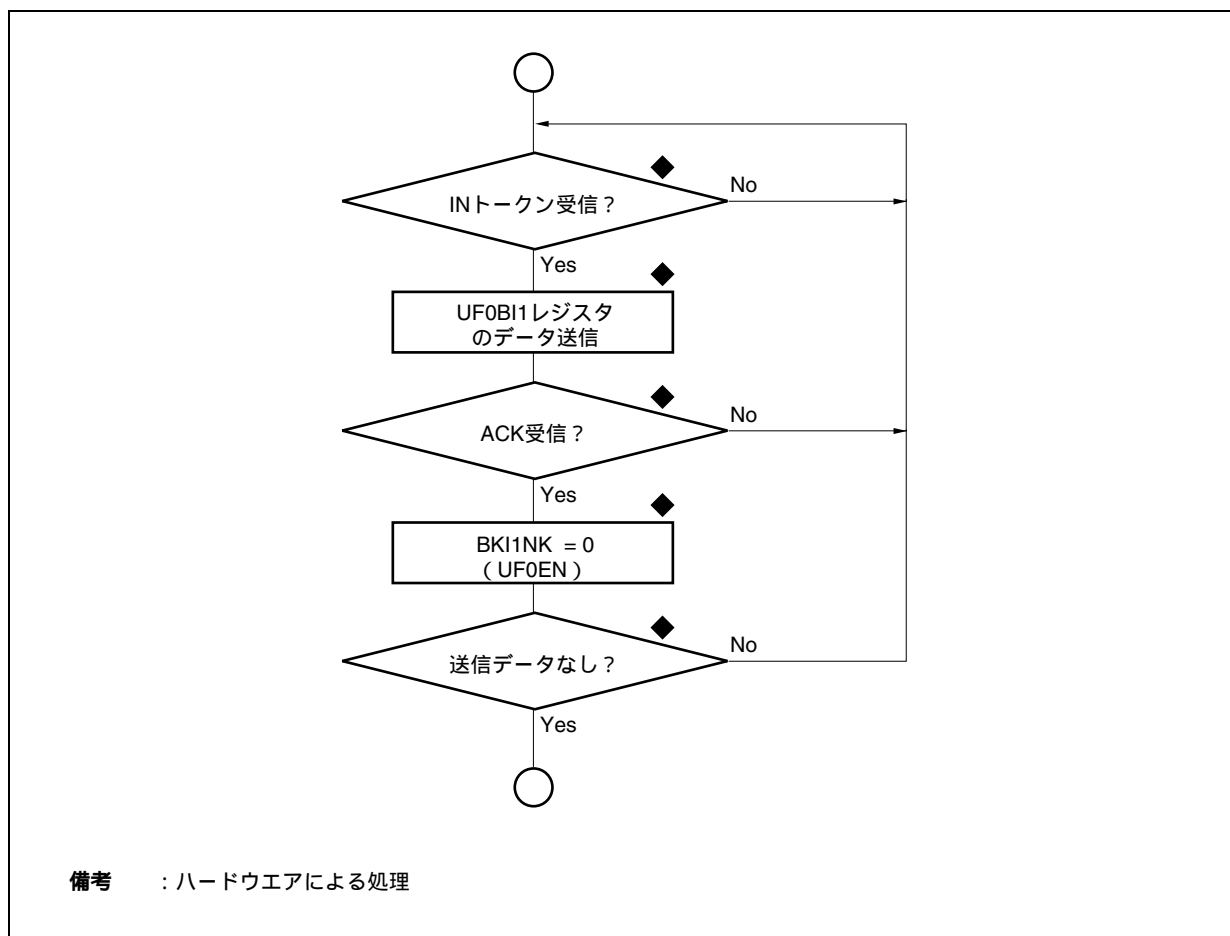 INトークン受信？
No
Yes
UF0BI1レジスタ
のデータ送信
ACK受信？
No
Yes
BKI1NK = 0
（UF0EN）
送信データなし？
No
Yes
備考 ：ハードウエアによる処理